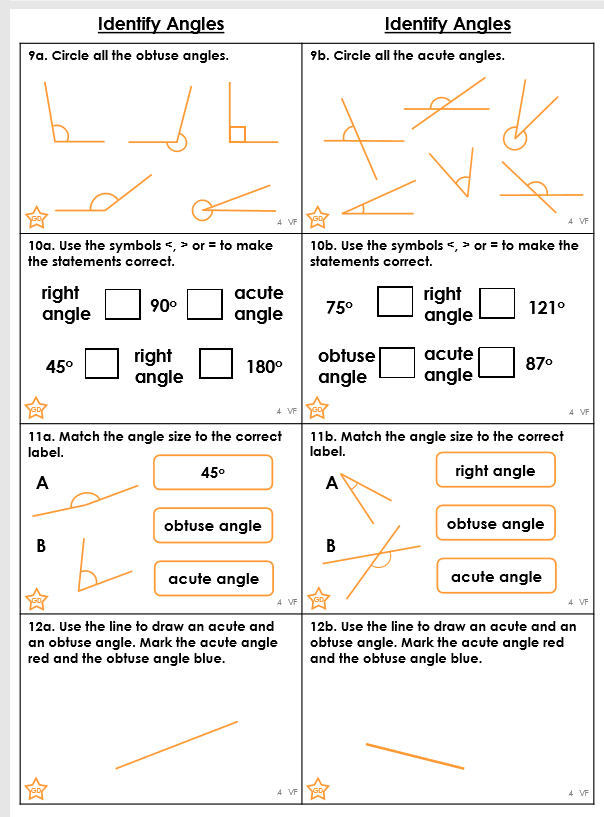 Identify Angles
Identify Angles
9a. Circle all the obtuse angles.
GD
4 VF
9b. Circle all the acute angles.
GD
4 VF
10a. Use the symbols <, > or = to make
the statements correct.
right
angle
90°
acute
angle
45°
right
angle
180°
GD
4 VF
10b. Use the symbols <, > or = to make the
statements correct.
75°
right
angle
121°
obtuse
angle
acute
angle
87°
GD
4 VF
11a. Match the angle size to the correct
label.
A
45°
obtuse angle
B
acute angle
GD
4 VF
11b. Match the angle size to the correct
label.
A
right angle
obtuse angle
B
acute angle
GD
4 VF
12a. Use the line to draw an acute and
an obtuse angle. Mark the acute angle
red and the obtuse angle blue.
GD
4 VF
12b. Use the line to draw an acute and an
obtuse angle. Mark the acute angle red
and the obtuse angle blue.
GD
4 VF